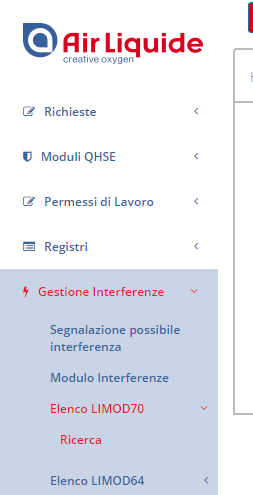 Air Liquide
creative oxygen
Richieste
Moduli QHSE
Permessi di Lavoro
Registri
Gestione Interferenze
Segnalazione possibile
interferenza
Modulo Interferenze
Elenco LIMOD70
Ricerca
Elenco LIMOD64